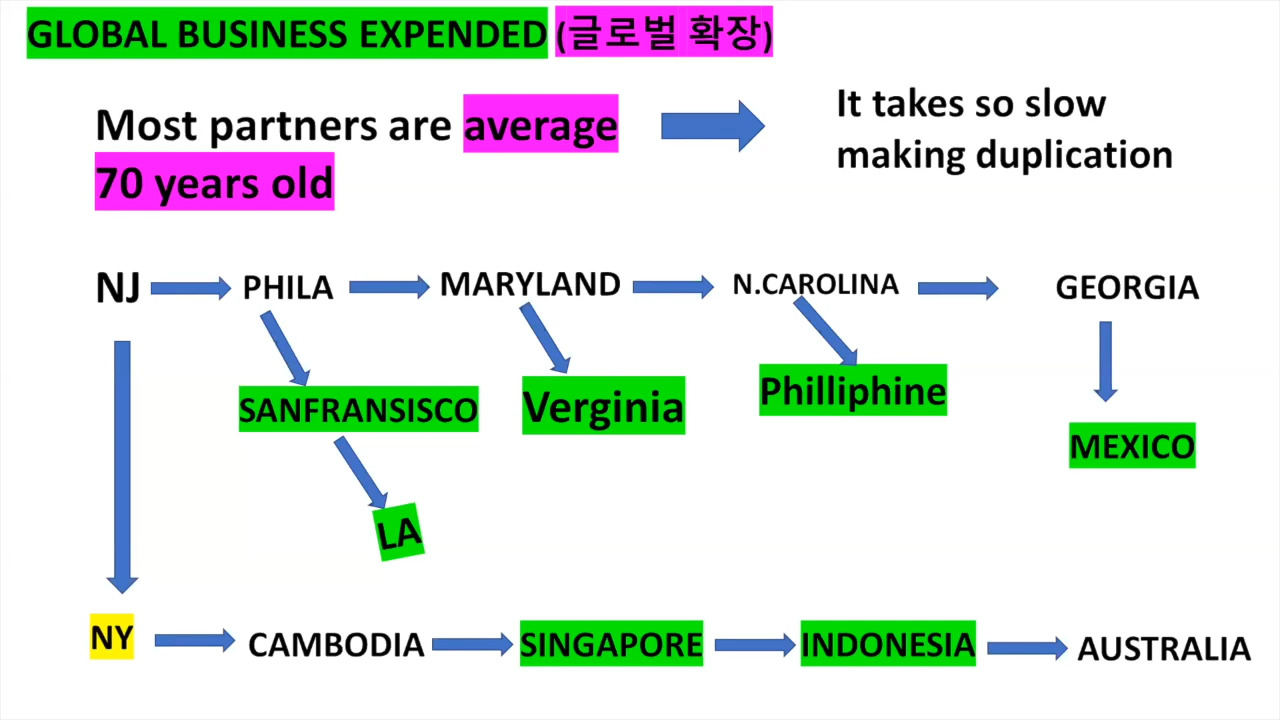 GLOBAL BUSINESS EXPENDED (글로벌 확장)
Most partners are average
70 years old
It takes so slow
making duplication
NJ
PHILA
MARYLAND
N.CAROLINA
GEORGIA
SANFRANSISCO
Verginia
Philliphine
MEXICO
LA
NY
CAMBODIA
SINGAPORE
INDONESIA
AUSTRALIA